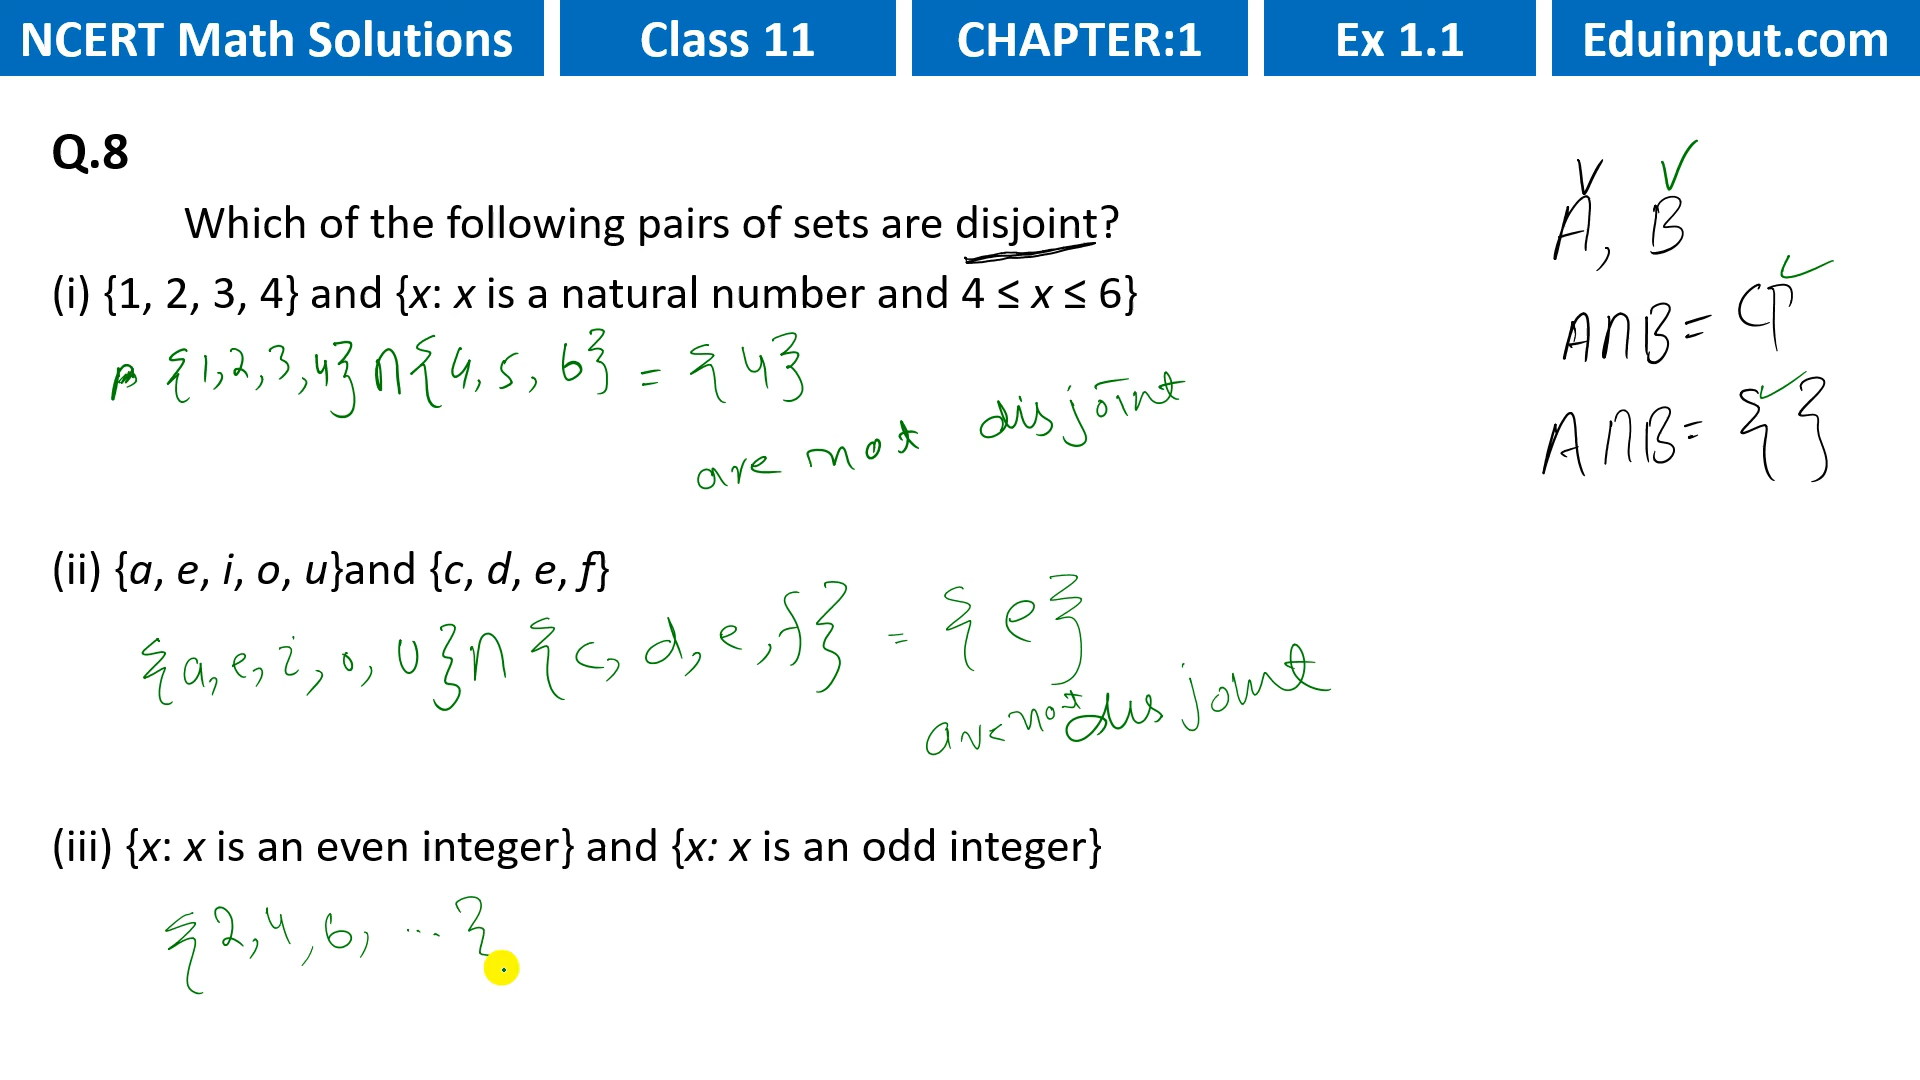 NCERT Math Solutions Class 11 CHAPTER:1 Ex 1.1 Eduinput.com
Q.8
Which of the following pairs of sets are disjoint?
(i) {1, 2, 3, 4} and {x: x is a natural number and 4 ≤ x ≤ 6}
{1,2,3,4} ∩ {4,5,6} = {4}
are not disjoint
(ii) {a, e, i, o, u}and {c, d, e, f}
{a,e,i,o,u} ∩ {c,d,e,f} = {e}
are not disjoint
(iii) {x: x is an even integer} and {x: x is an odd integer}
{2,4,6,...}
A, B
A∩B= φ
A∩B= { }